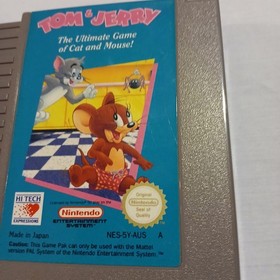 TOM & JERRY
The Ultimate Game
of Cat and Mouse!
HI TECH
EXPRESSIONS
Nintendo
ENTERTAINMENT
SYSTEM
Original
Nintendo
Seal of
Quality
Made in Japan
NES-5Y-AUS A
Caution: This Game Pak can only be used with the Mattel
version PAL System of the Nintendo Entertainment System.